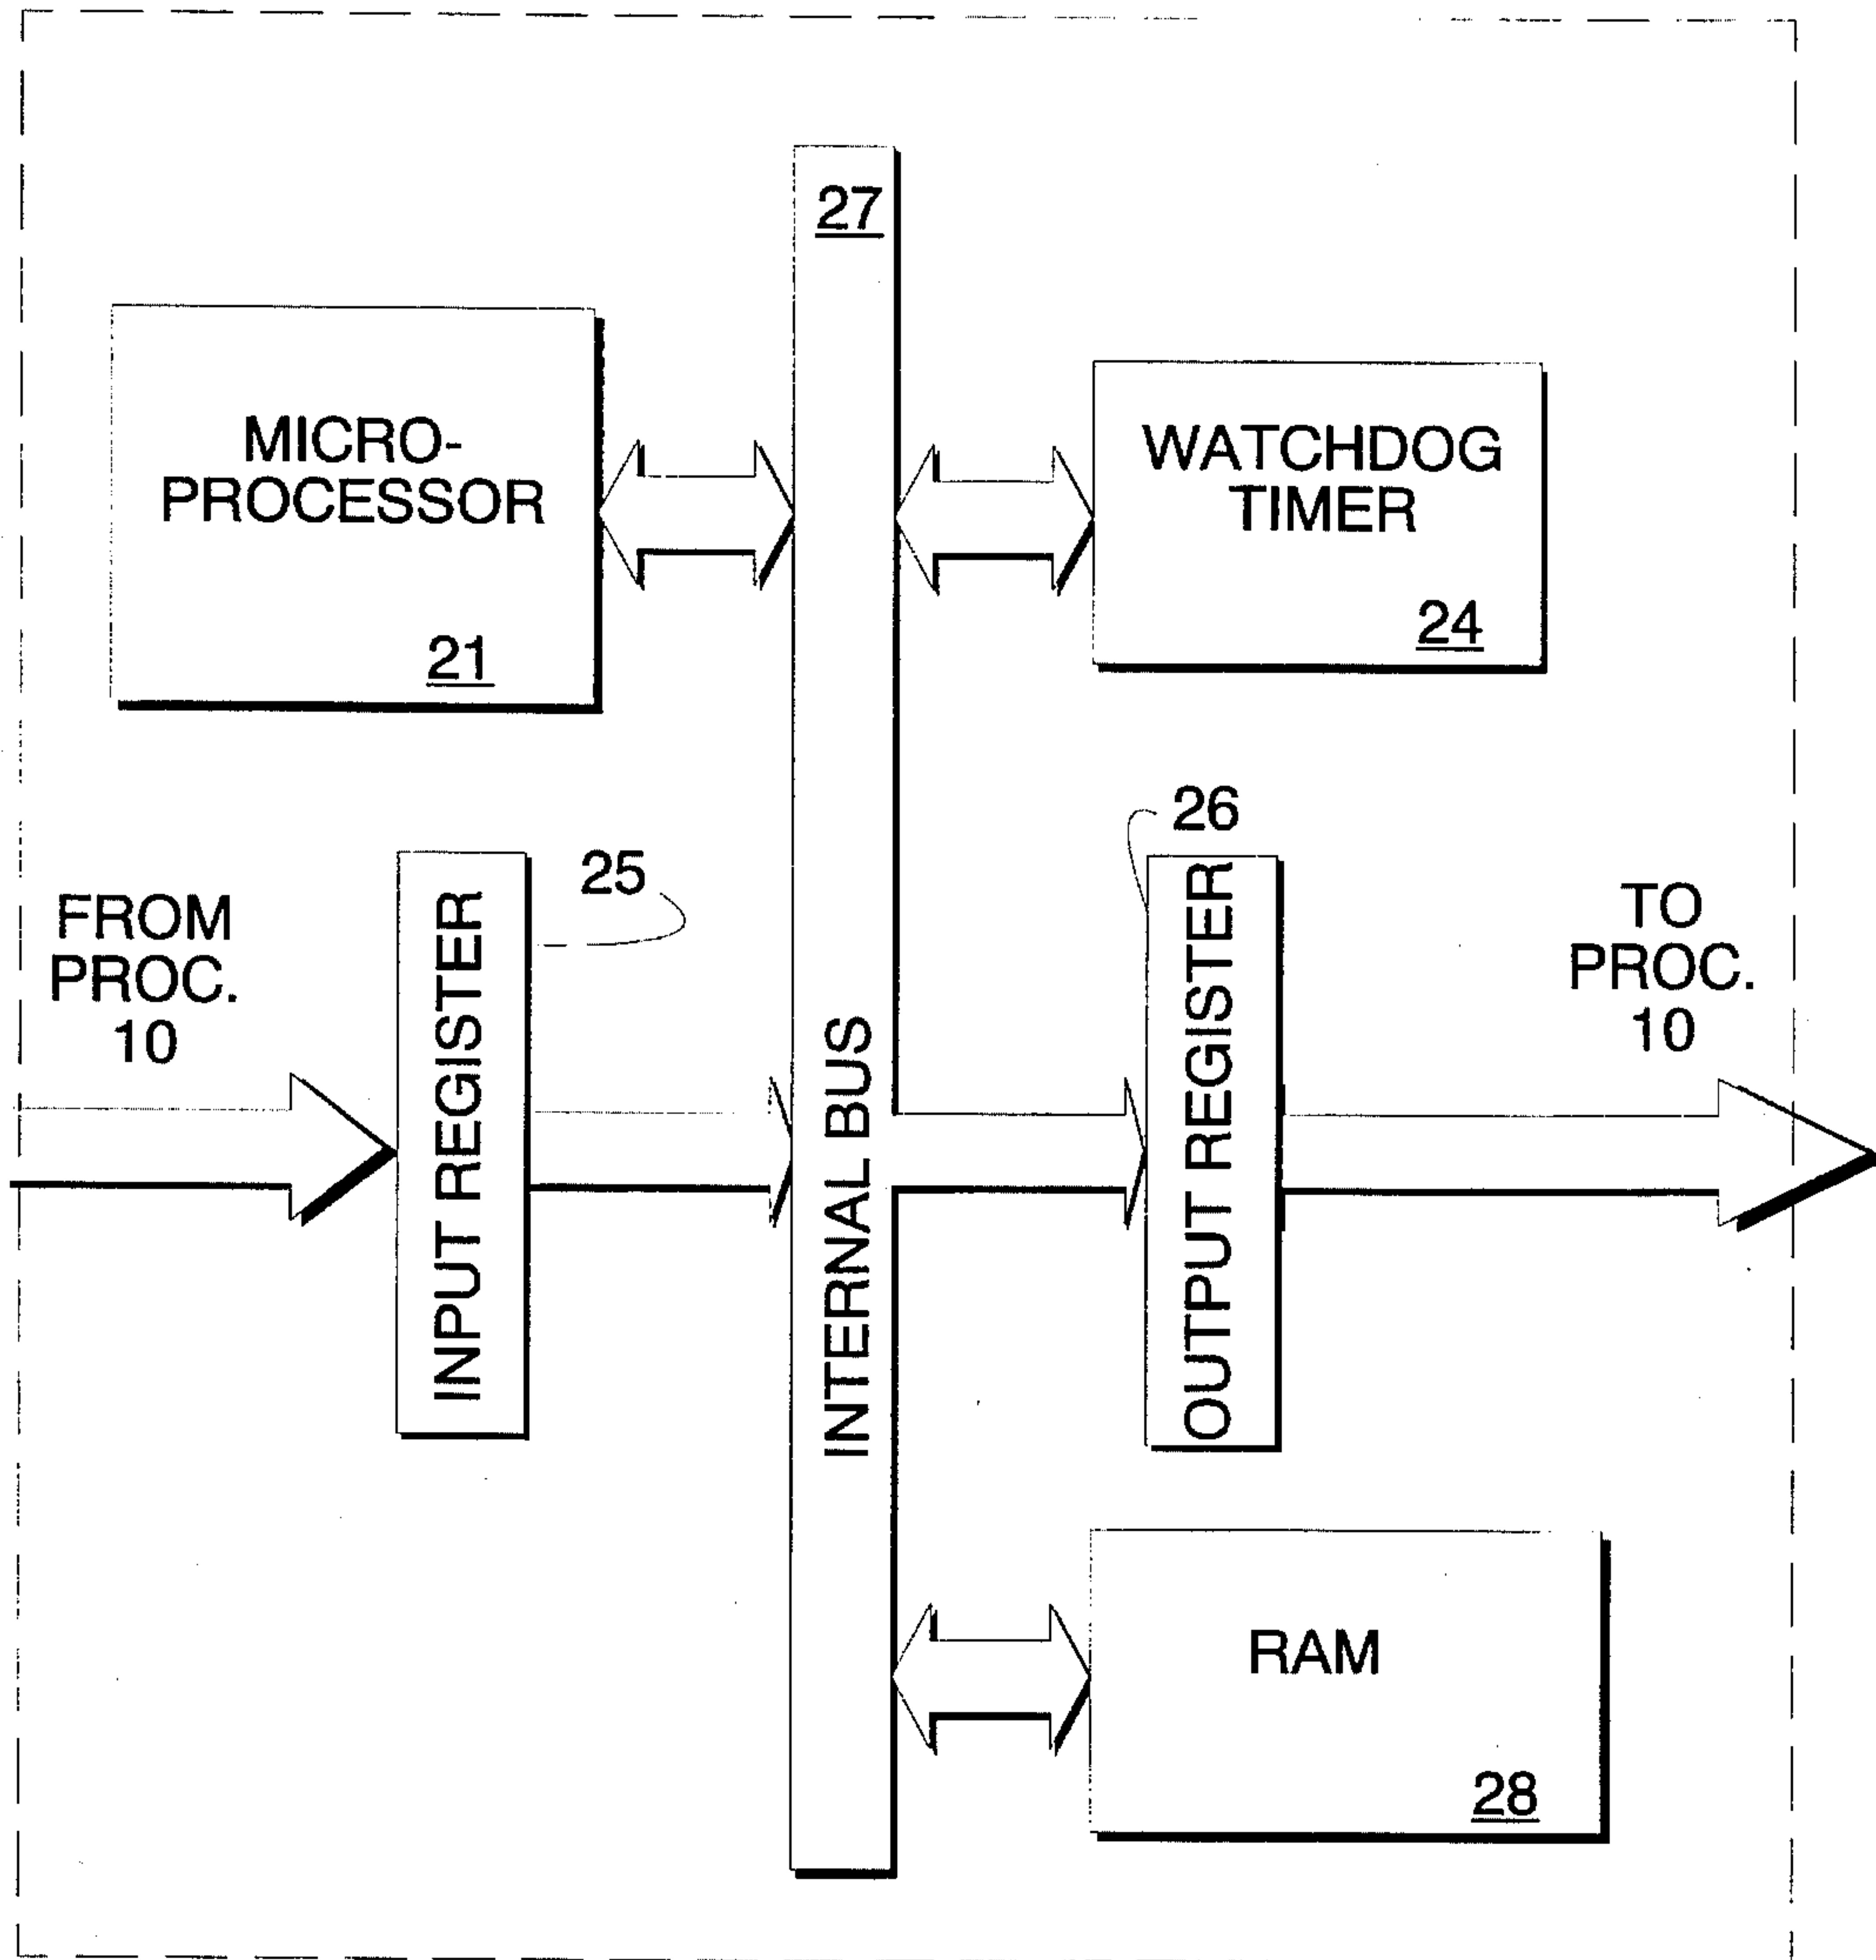 27
MICRO-
PROCESSOR
21
WATCHDOG
TIMER
24
FROM
PROC.
10
INPUT REGISTER
25
INTERNAL BUS
26
OUTPUT REGISTER
TO
PROC.
10
RAM
28